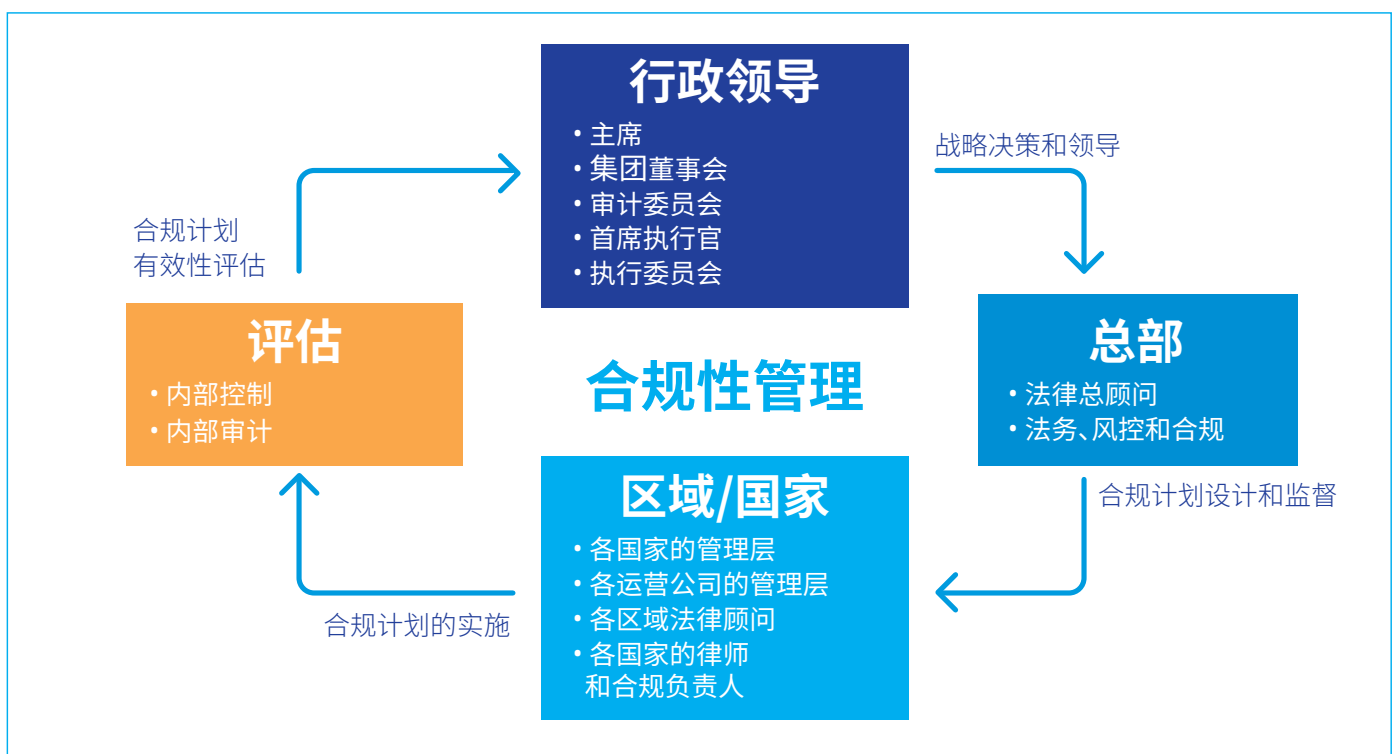 行政领导
• 主席
• 集团董事会
• 审计委员会
• 首席执行官
• 执行委员会
战略决策和领导
合规计划
有效性评估
评估
• 内部控制
• 内部审计
合规性管理
总部
• 法律总顾问
• 法务、风控和合规
合规计划设计和监督
区域/国家
• 各国家的管理层
• 各运营公司的管理层
• 各区域法律顾问
• 各国家的律师
和合规负责人
合规计划的实施